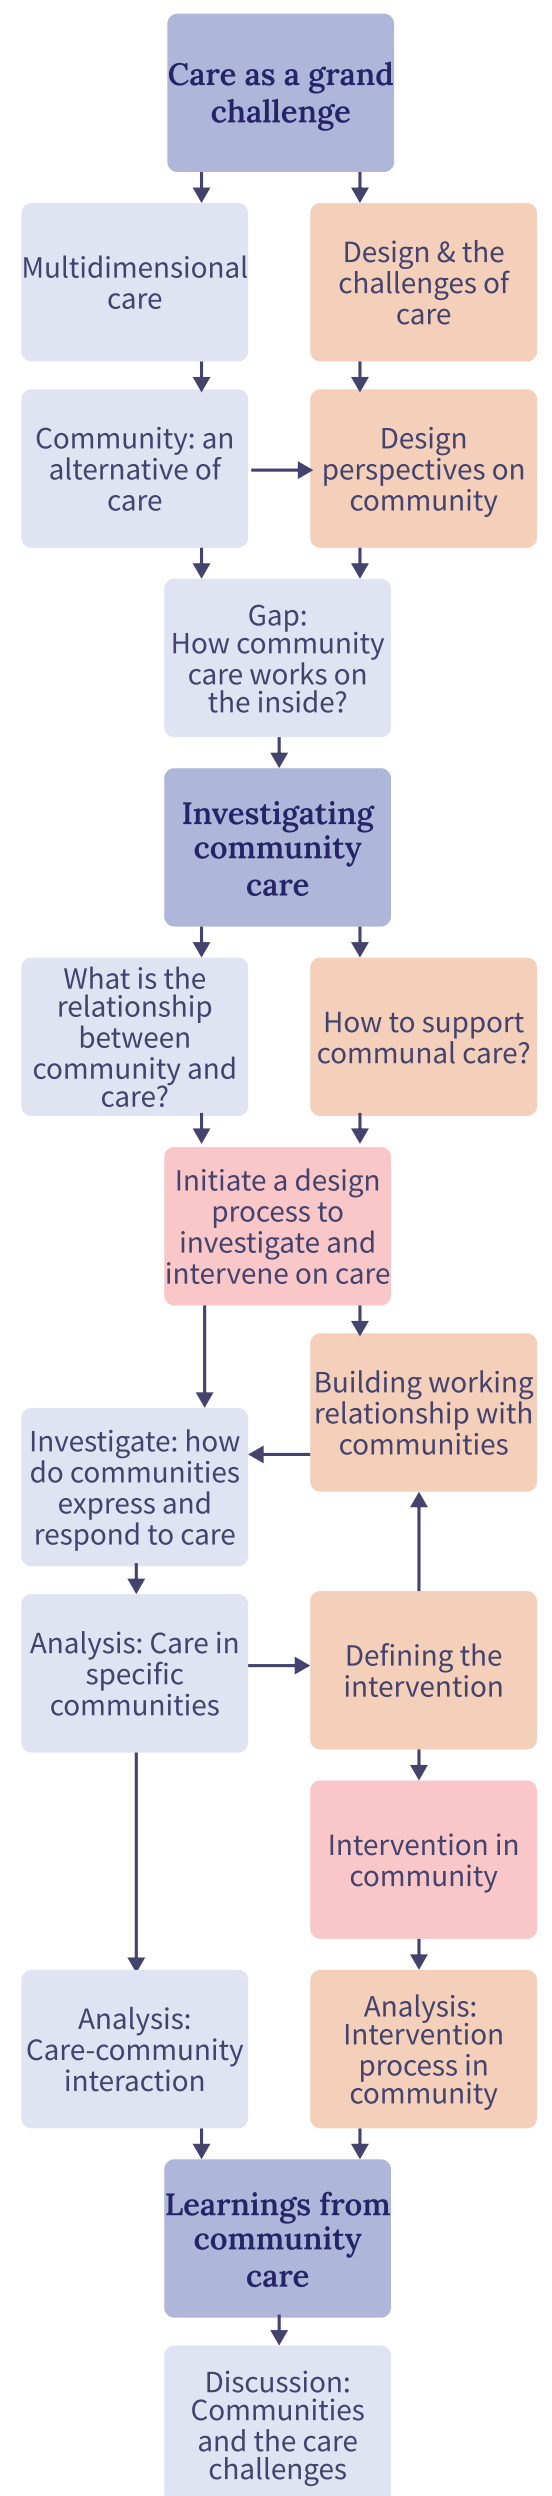 Care as a grand
challenge
Multidimensional
care
Design & the
challenges of
care
Community: an
alternative of
care
Design
perspectives on
community
Gap:
How community
care works on
the inside?
Investigating
community
care
What is the
relationship
between
community and
care?
How to support
communal care?
Initiate a design
process to
investigate and
intervene on care
Building working
relationship with
communities
Investigate: how
do communities
express and
respond to care
Analysis: Care in
specific
communities
Defining the
intervention
Intervention in
community
Analysis:
Care-community
interaction
Analysis:
Intervention
process in
community
Learnings from
community
care
Discussion:
Communities
and the care
challenges